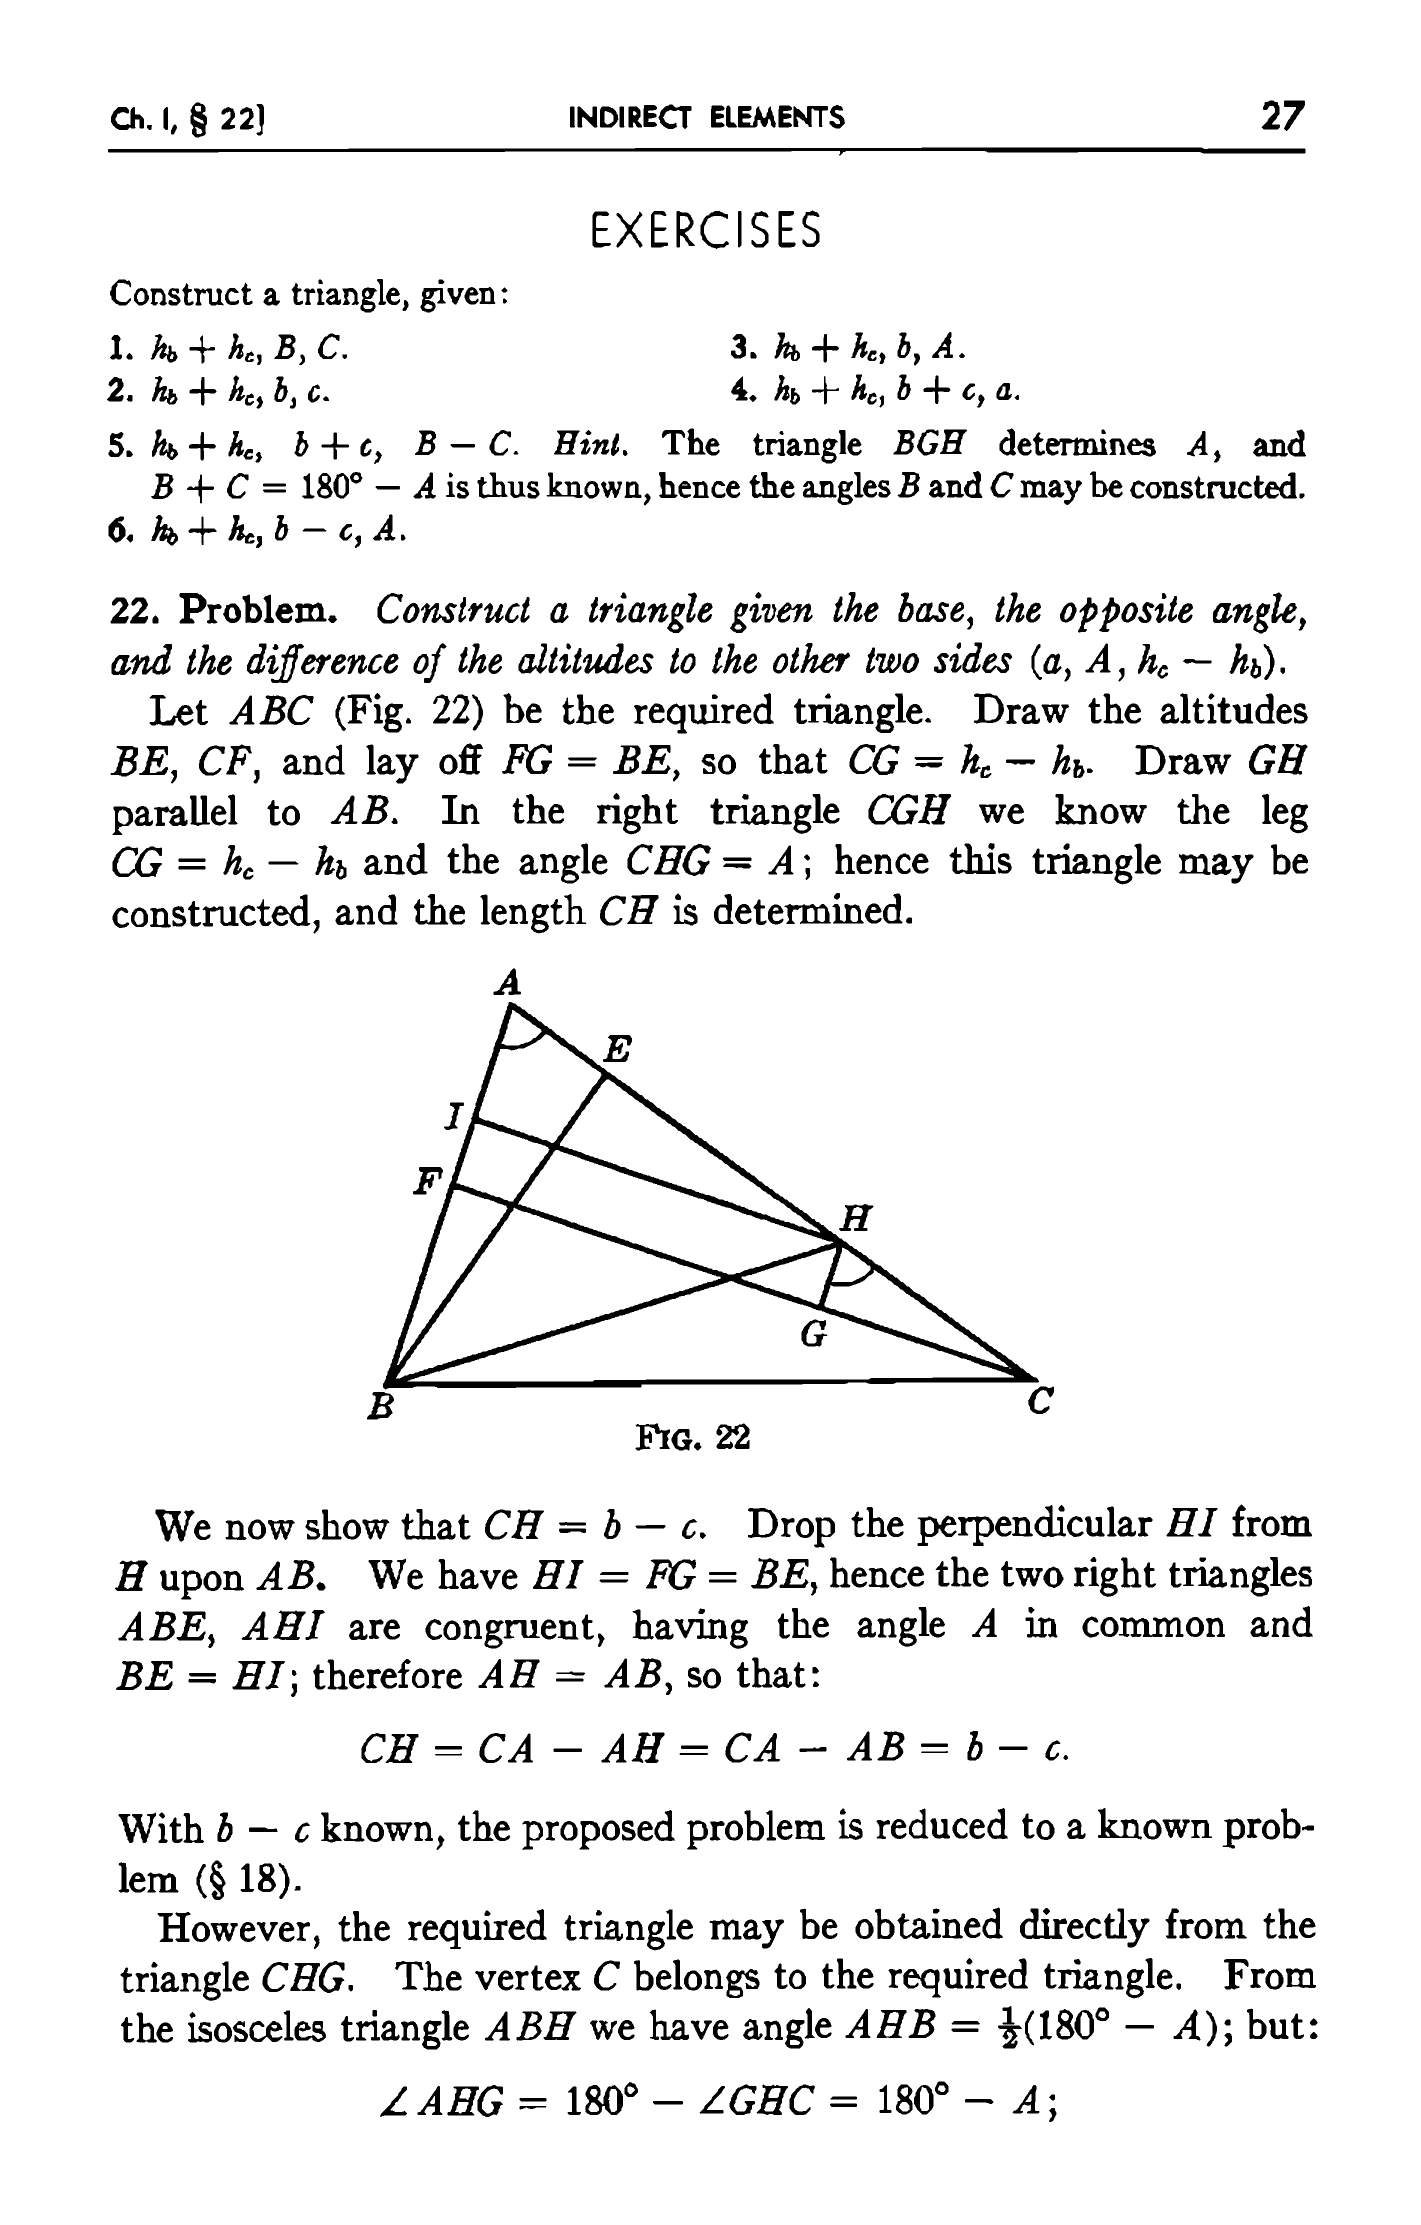 Ch. I, § 22] INDIRECT ELEMENTS 27
EXERCISES
Construct a triangle, given:
1. h_b + h_c, B, C. 3. h_b + h_c, b, A.
2. h_b + h_c, b, c. 4. h_b + h_c, b + c, a.
5. h_b + h_c, b + c, B − C. Hint. The triangle BGH determines A, and
B + C = 180° − A is thus known, hence the angles B and C may be constructed.
6. h_b + h_c, b − c, A.
22. Problem. Construct a triangle given the base, the opposite angle,
and the difference of the altitudes to the other two sides (a, A, h_c − h_b).
Let ABC (Fig. 22) be the required triangle. Draw the altitudes
BE, CF, and lay off FG = BE, so that CG = h_c − h_b. Draw GH
parallel to AB. In the right triangle CGH we know the leg
CG = h_c − h_b and the angle CHG = A; hence this triangle may be
constructed, and the length CH is determined.
A
E
I
F
H
G
B
C
FIG. 22
We now show that CH = b − c. Drop the perpendicular HI from
H upon AB. We have HI = FG = BE, hence the two right triangles
ABE, AHI are congruent, having the angle A in common and
BE = HI; therefore AH = AB, so that:
CH = CA − AH = CA − AB = b − c.
With b − c known, the proposed problem is reduced to a known prob-
lem (§ 18).
However, the required triangle may be obtained directly from the
triangle CHG. The vertex C belongs to the required triangle. From
the isosceles triangle ABH we have angle AHB = ½(180° − A); but:
∠AHG = 180° − ∠GHC = 180° − A;